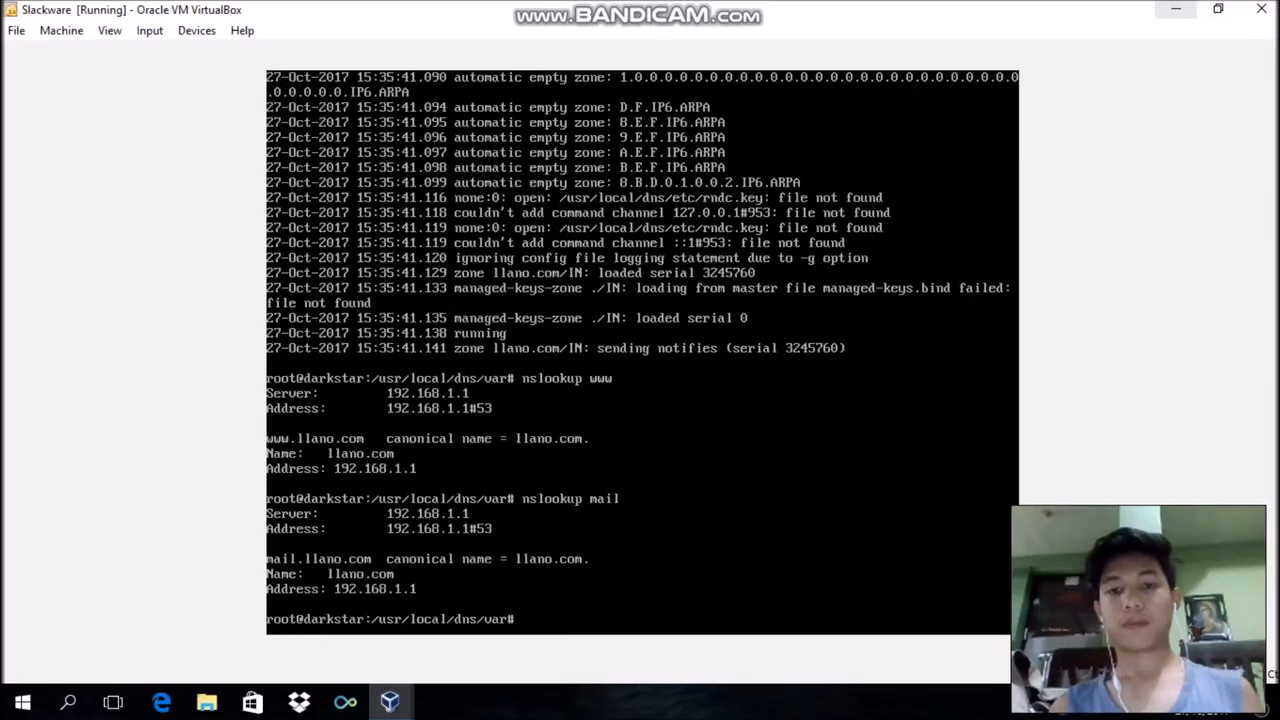 Slackware [Running] - Oracle VM VirtualBox
www.BANDICAM.com
File Machine View Input Devices Help
27-Oct-2017 15:35:41.090 automatic empty zone: 1.0.0.0.0.0.0.0.0.0.0.0.0.0.0.0.0.0.0.0.0.0.0.0.0.0.0
.0.0.0.0.0.IP6.ARPA
27-Oct-2017 15:35:41.094 automatic empty zone: D.F.IP6.ARPA
27-Oct-2017 15:35:41.095 automatic empty zone: 8.E.F.IP6.ARPA
27-Oct-2017 15:35:41.096 automatic empty zone: 9.E.F.IP6.ARPA
27-Oct-2017 15:35:41.097 automatic empty zone: A.E.F.IP6.ARPA
27-Oct-2017 15:35:41.098 automatic empty zone: B.E.F.IP6.ARPA
27-Oct-2017 15:35:41.099 automatic empty zone: 8.B.D.0.1.0.0.2.IP6.ARPA
27-Oct-2017 15:35:41.116 none:0: open: /usr/local/dns/etc/rndc.key: file not found
27-Oct-2017 15:35:41.118 couldn't add command channel 127.0.0.1#953: file not found
27-Oct-2017 15:35:41.119 none:0: open: /usr/local/dns/etc/rndc.key: file not found
27-Oct-2017 15:35:41.119 couldn't add command channel ::1#953: file not found
27-Oct-2017 15:35:41.120 ignoring config file logging statement due to -g option
27-Oct-2017 15:35:41.129 zone llano.com/IN: loaded serial 3245760
27-Oct-2017 15:35:41.133 managed-keys-zone ./IN: loading from master file managed-keys.bind failed:
file not found
27-Oct-2017 15:35:41.135 managed-keys-zone ./IN: loaded serial 0
27-Oct-2017 15:35:41.138 running
27-Oct-2017 15:35:41.141 zone llano.com/IN: sending notifies (serial 3245760)
root@darkstar:/usr/local/dns/var# nslookup www
Server: 192.168.1.1
Address: 192.168.1.1#53
www.llano.com canonical name = llano.com.
Name: llano.com
Address: 192.168.1.1
root@darkstar:/usr/local/dns/var# nslookup mail
Server: 192.168.1.1
Address: 192.168.1.1#53
mail.llano.com canonical name = llano.com.
Name: llano.com
Address: 192.168.1.1
root@darkstar:/usr/local/dns/var#